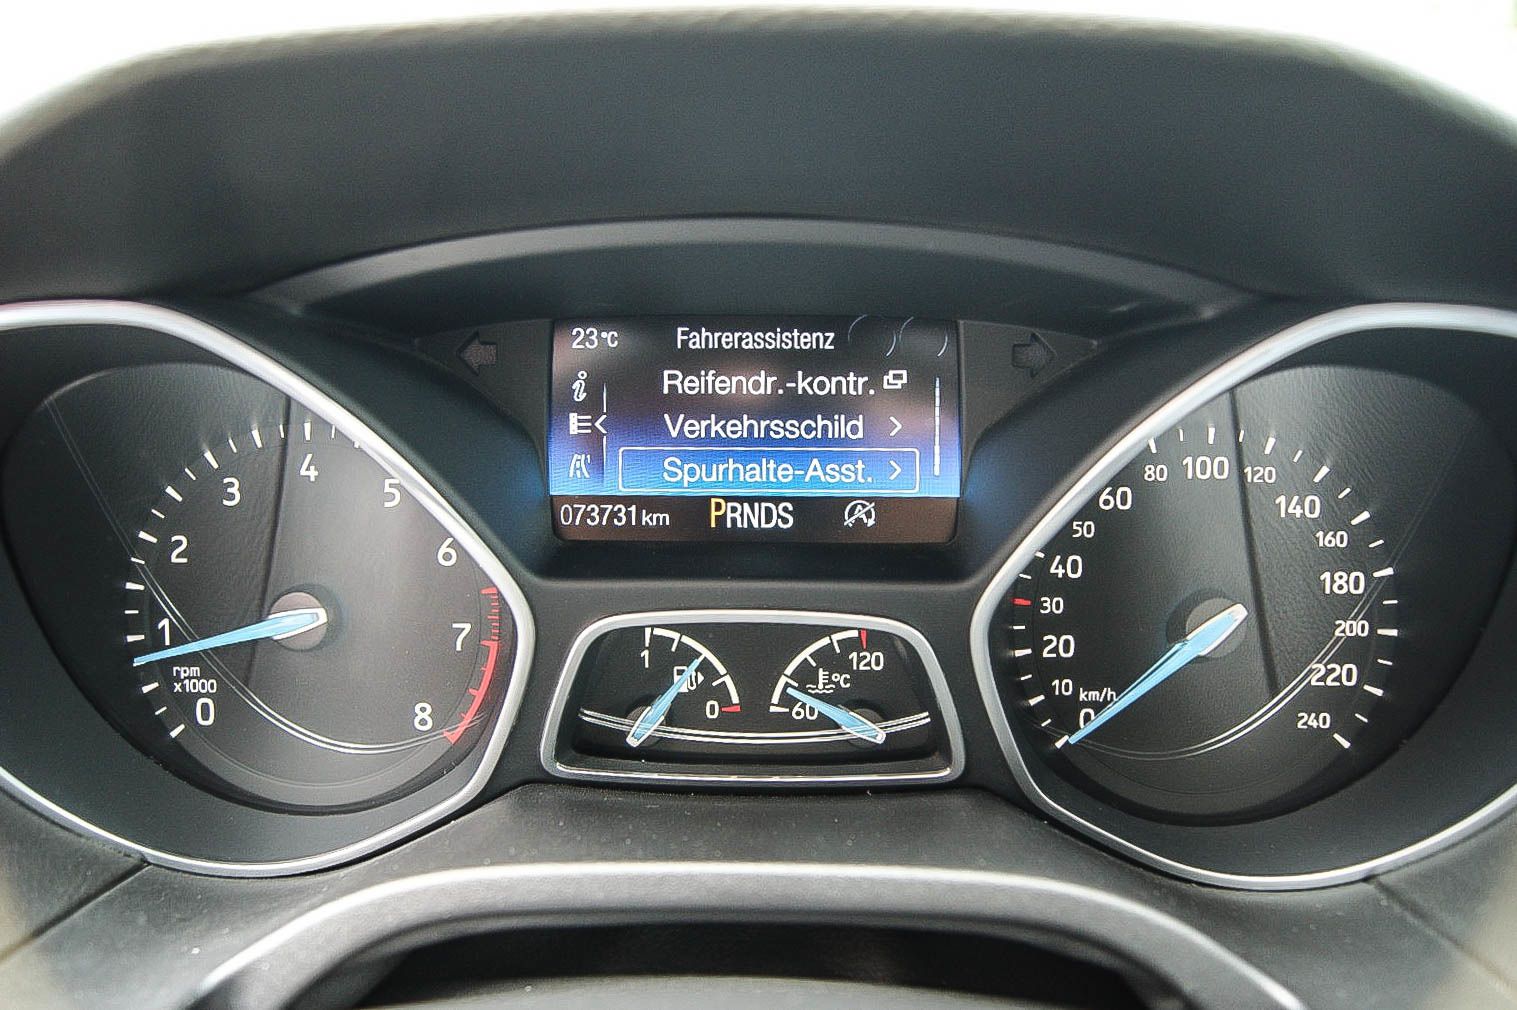 23°C Fahrerassistenz
Reifendr.-kontr.
Verkehrsschild >
Spurhalte-Asst. >
073731 km PRNDS
0 1 2 3 4 5 6 7 8
rpm
x1000
1 0
60 120
°C
0 10 20 30 40 50 60 80 100 120 140 160 180 200 220 240
km/h